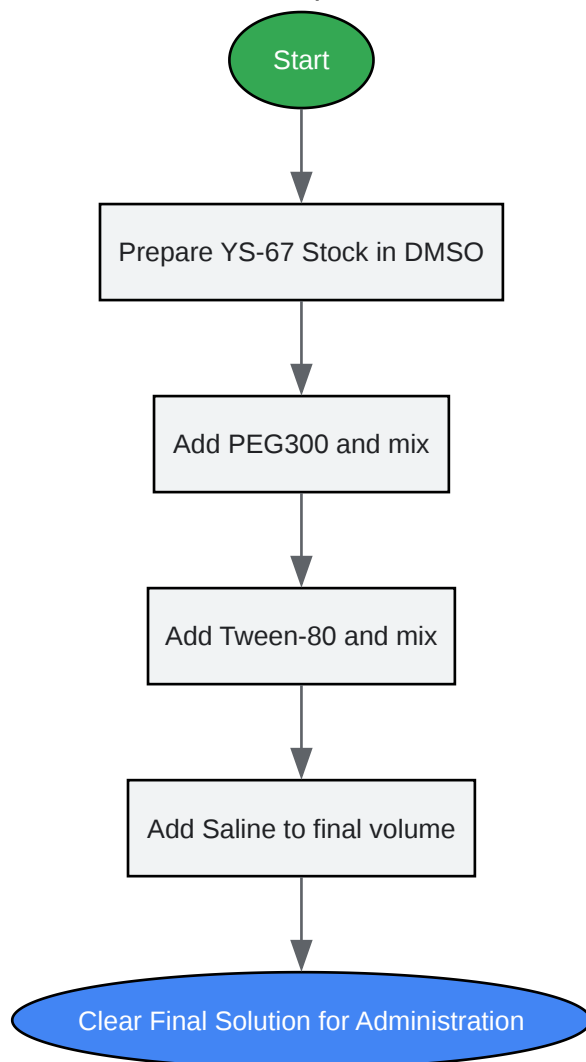 Start
Prepare YS-67 Stock in DMSO
Add PEG300 and mix
Add Tween-80 and mix
Add Saline to final volume
Clear Final Solution for Administration